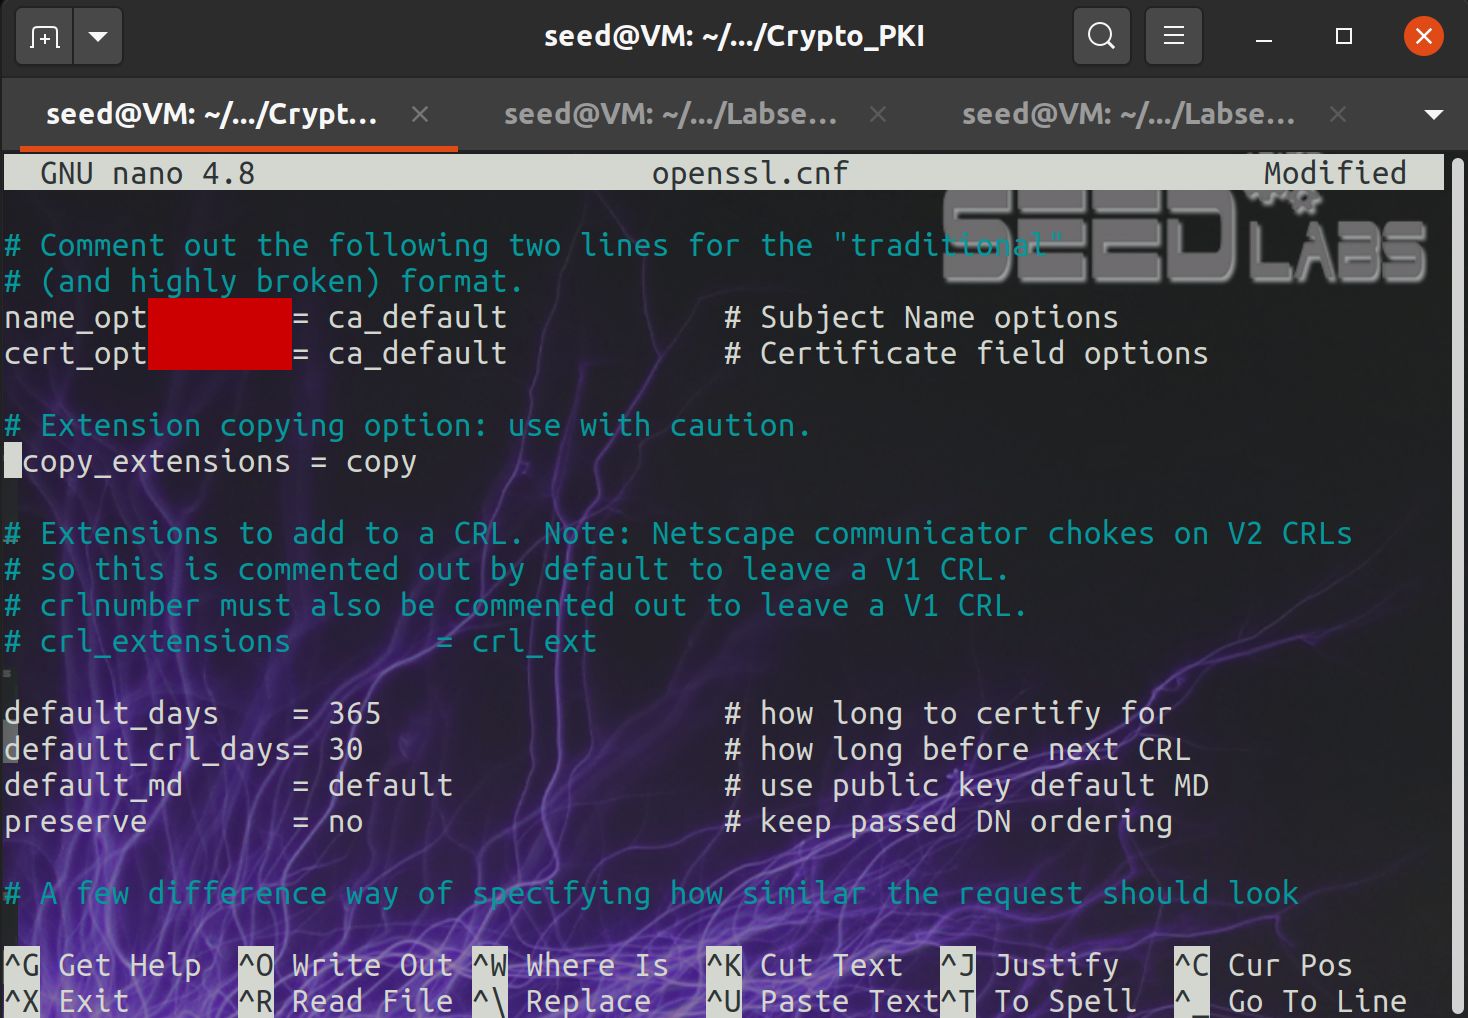 seed@VM: ~/.../Crypto_PKI
seed@VM: ~/.../Crypt... × seed@VM: ~/.../Labse... × seed@VM: ~/.../Labse... ×
GNU nano 4.8 openssl.cnf Modified
SEED LABS
# Comment out the following two lines for the "traditional"
# (and highly broken) format.
name_opt = ca_default # Subject Name options
cert_opt = ca_default # Certificate field options
# Extension copying option: use with caution.
copy_extensions = copy
# Extensions to add to a CRL. Note: Netscape communicator chokes on V2 CRLs
# so this is commented out by default to leave a V1 CRL.
# crlnumber must also be commented out to leave a V1 CRL.
# crl_extensions = crl_ext
default_days = 365 # how long to certify for
default_crl_days= 30 # how long before next CRL
default_md = default # use public key default MD
preserve = no # keep passed DN ordering
# A few difference way of specifying how similar the request should look
^G Get Help ^O Write Out ^W Where Is ^K Cut Text ^J Justify ^C Cur Pos
^X Exit ^R Read File ^\ Replace ^U Paste Text ^T To Spell ^_ Go To Line